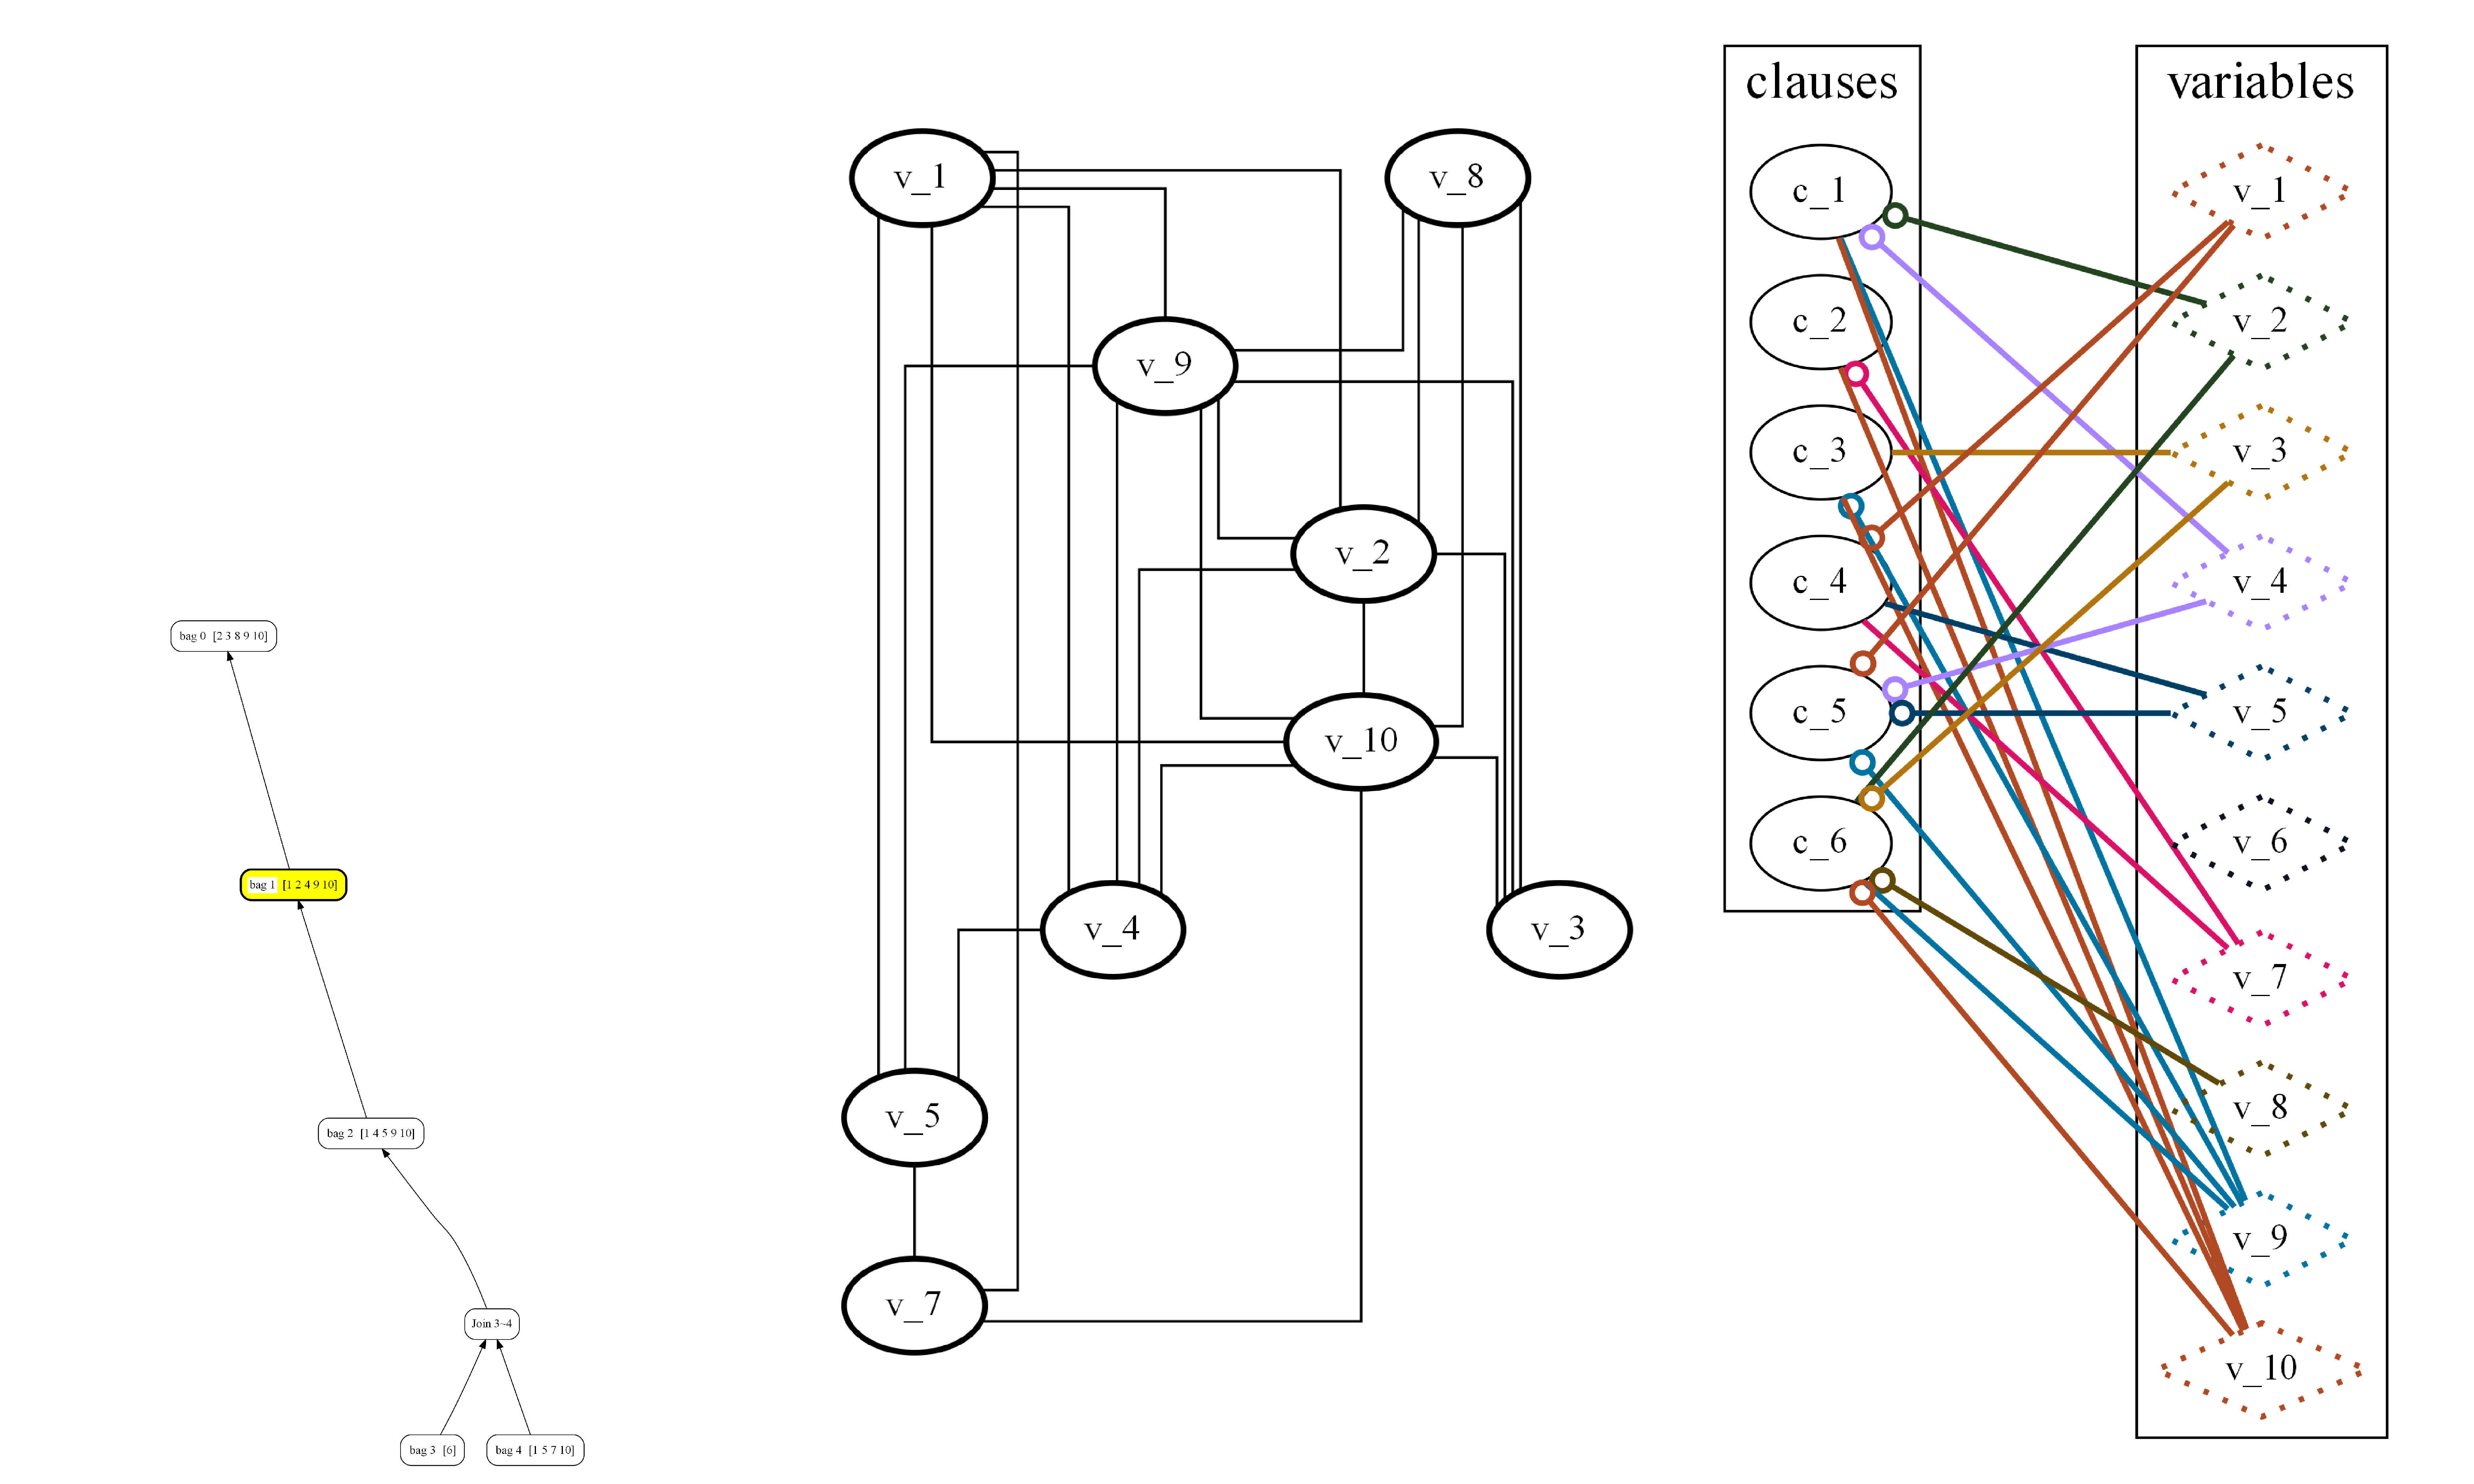 bag 0 [2 3 8 9 10]
bag 1 [1 2 4 9 10]
bag 2 [1 4 5 9 10]
Join 3~4
bag 3 [6]
bag 4 [1 5 7 10]
v_1
v_8
v_9
v_2
v_10
v_4
v_3
v_5
v_7
clauses
c_1
c_2
c_3
c_4
c_5
c_6
variables
v_1
v_2
v_3
v_4
v_5
v_6
v_7
v_8
v_9
v_10